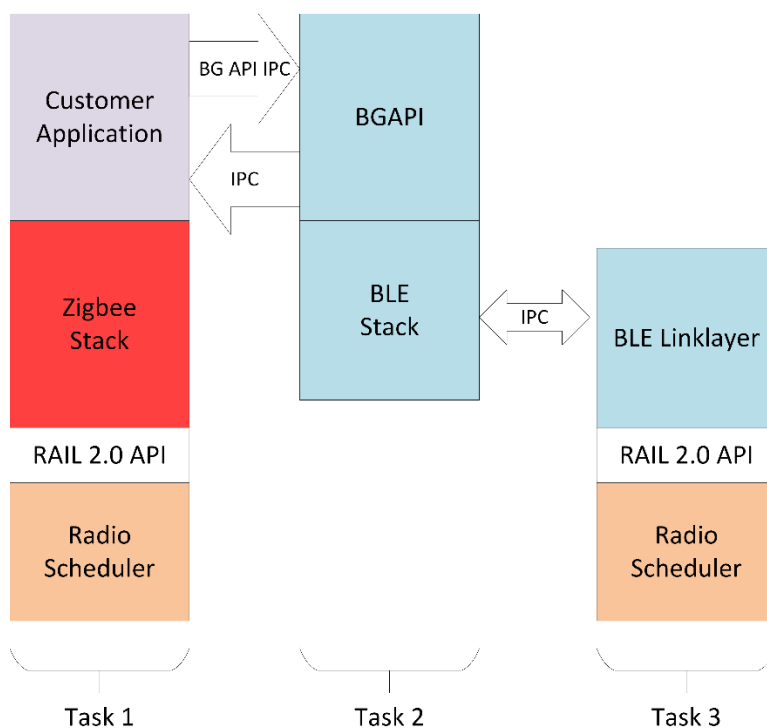 Customer
Application
BG API IPC
BGAPI
IPC
Zigbee
Stack
BLE
Stack
IPC
BLE Linklayer
RAIL 2.0 API
RAIL 2.0 API
Radio
Scheduler
Radio
Scheduler
Task 1
Task 2
Task 3